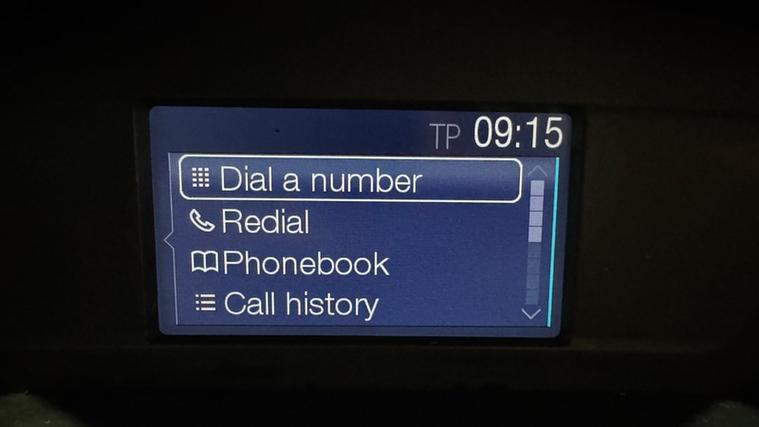 TP 09:15
Dial a number
Redial
Phonebook
Call history